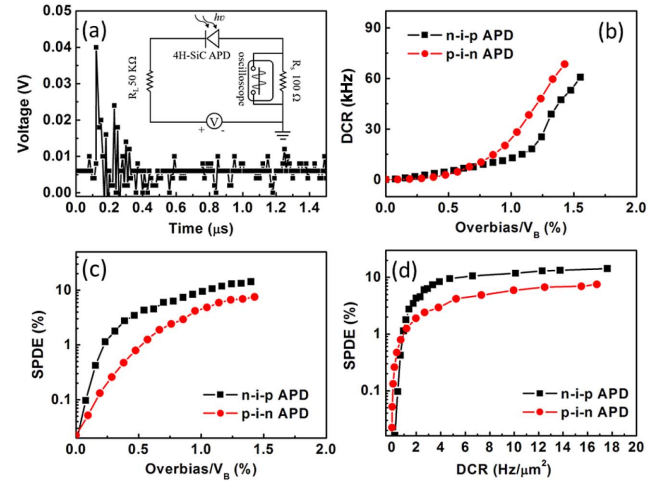 (a)
hν
4H-SiC APD
R_L 50 KΩ
oscilloscope
R_s 100 Ω
+ V -
Voltage (V)
0.05
0.04
0.03
0.02
0.01
0.00
0.0 0.2 0.4 0.6 0.8 1.0 1.2 1.4
Time (μs)
(b)
n-i-p APD
p-i-n APD
DCR (kHz)
90
60
30
0
0.0 0.5 1.0 1.5 2.0
Overbias/V_B (%)
(c)
SPDE (%)
10
1
0.1
n-i-p APD
p-i-n APD
0.0 0.5 1.0 1.5 2.0
Overbias/V_B (%)
(d)
SPDE (%)
10
1
0.1
n-i-p APD
p-i-n APD
0 2 4 6 8 10 12 14 16 18
DCR (Hz/μm²)